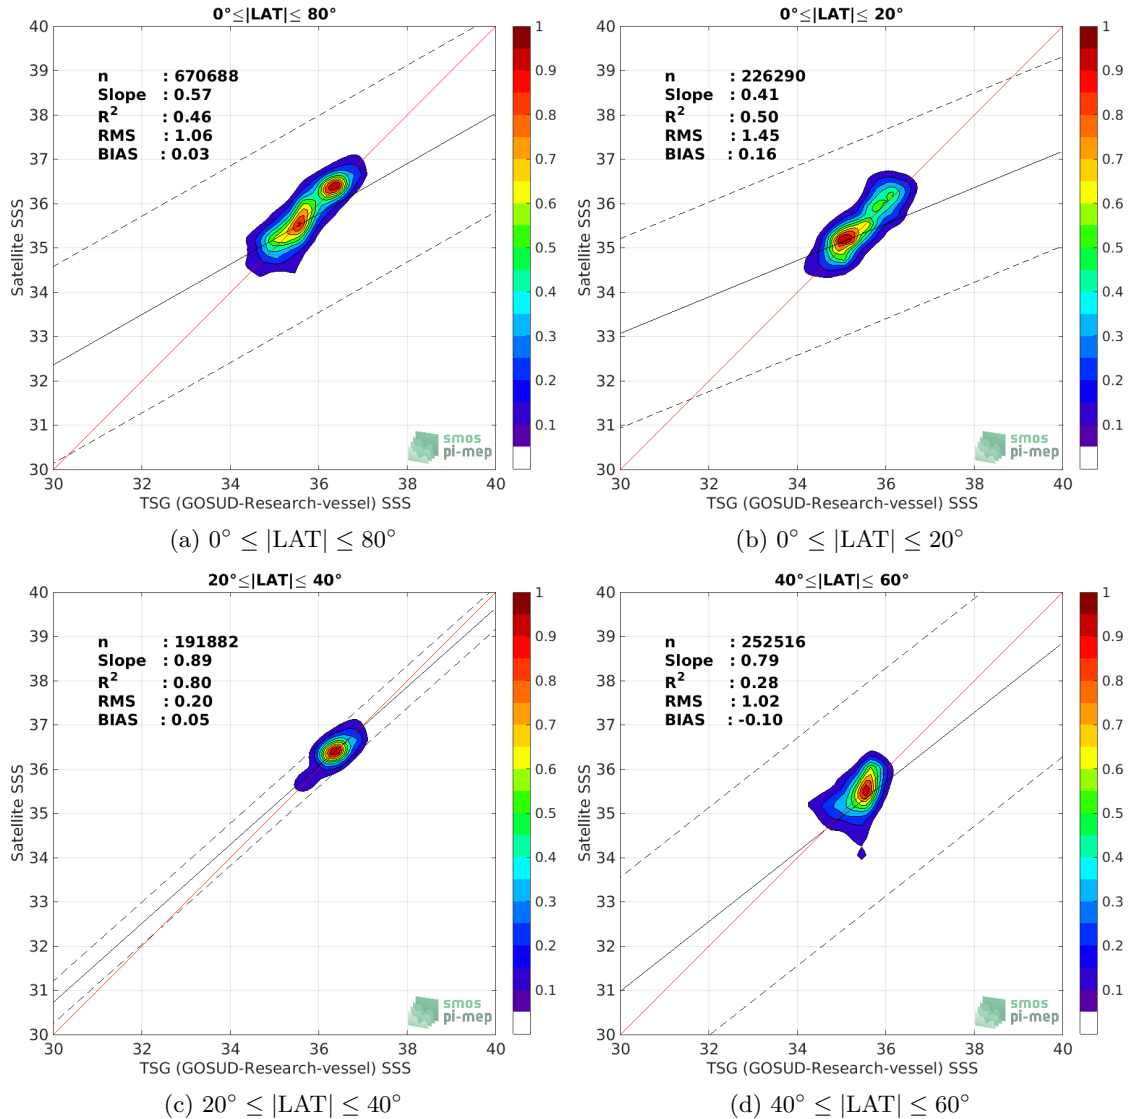 0°≤|LAT|≤ 80°
n : 670688
Slope : 0.57
R²  : 0.46
RMS : 1.06
BIAS : 0.03
40
39
38
37
36
35
34
33
32
31
30
Satellite SSS
30 32 34 36 38 40
TSG (GOSUD-Research-vessel) SSS
1
0.9
0.8
0.7
0.6
0.5
0.4
0.3
0.2
0.1
smos
pi-mep
(a) 0° ≤ |LAT| ≤ 80°
0°≤|LAT|≤ 20°
n : 226290
Slope : 0.41
R² : 0.50
RMS : 1.45
BIAS : 0.16
40
39
38
37
36
35
34
33
32
31
30
Satellite SSS
30 32 34 36 38 40
TSG (GOSUD-Research-vessel) SSS
1
0.9
0.8
0.7
0.6
0.5
0.4
0.3
0.2
0.1
smos
pi-mep
(b) 0° ≤ |LAT| ≤ 20°
20°≤|LAT|≤ 40°
n : 191882
Slope : 0.89
R² : 0.80
RMS : 0.20
BIAS : 0.05
40
39
38
37
36
35
34
33
32
31
30
Satellite SSS
30 32 34 36 38 40
TSG (GOSUD-Research-vessel) SSS
1
0.9
0.8
0.7
0.6
0.5
0.4
0.3
0.2
0.1
smos
pi-mep
(c) 20° ≤ |LAT| ≤ 40°
40°≤|LAT|≤ 60°
n : 252516
Slope : 0.79
R² : 0.28
RMS : 1.02
BIAS : -0.10
40
39
38
37
36
35
34
33
32
31
30
Satellite SSS
30 32 34 36 38 40
TSG (GOSUD-Research-vessel) SSS
1
0.9
0.8
0.7
0.6
0.5
0.4
0.3
0.2
0.1
smos
pi-mep
(d) 40° ≤ |LAT| ≤ 60°